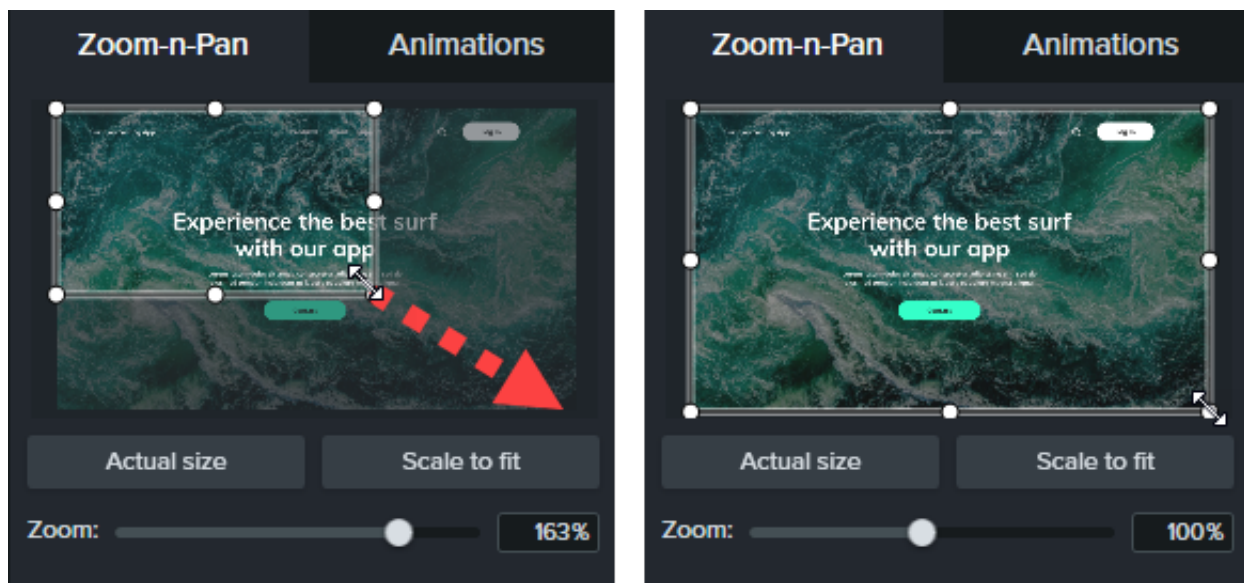 Zoom-n-Pan
Animations
Experience the best surf
with our app
Actual size
Scale to fit
Zoom:
163%
Zoom-n-Pan
Animations
Experience the best surf
with our app
Actual size
Scale to fit
Zoom:
100%